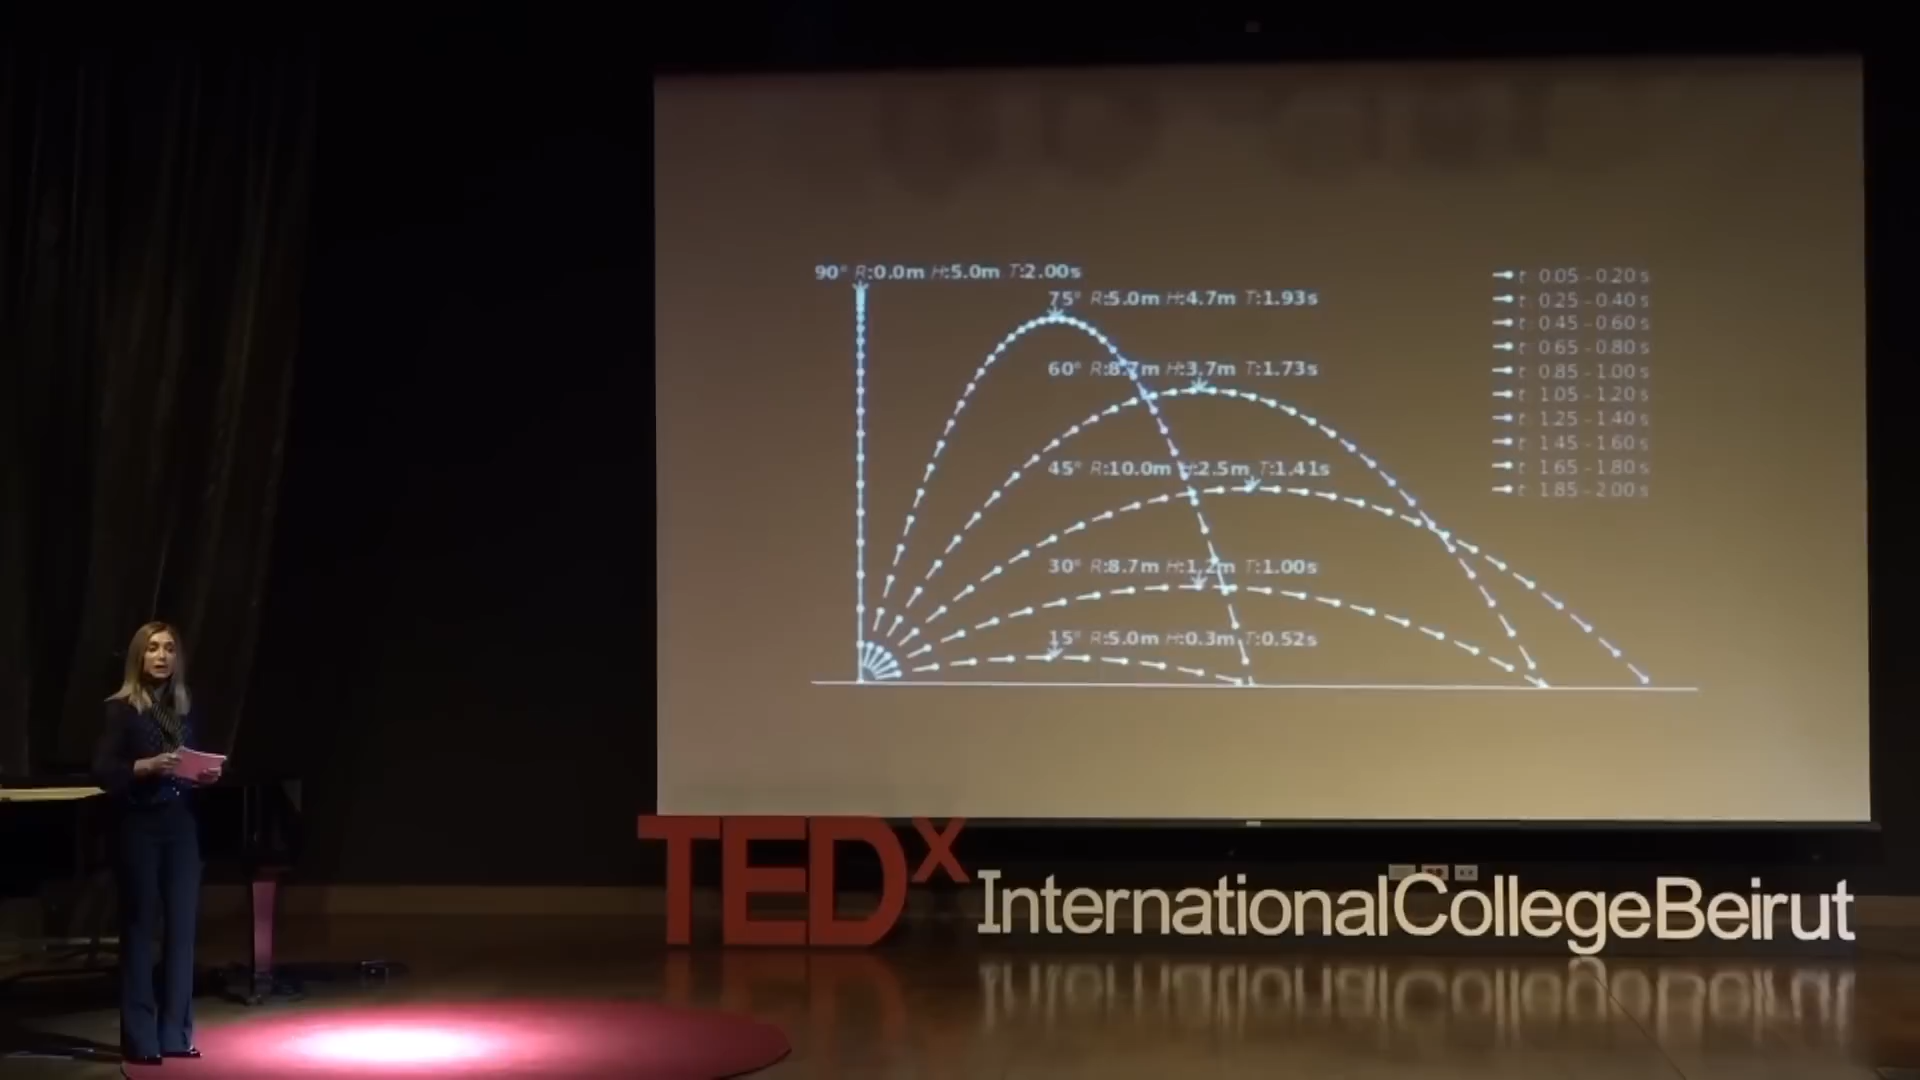 90° R:0.0m H:5.0m T:2.00s
75° R:5.0m H:4.7m T:1.93s
60° R:8.7m H:3.7m T:1.73s
45° R:10.0m H:2.5m T:1.41s
30° R:8.7m H:1.2m T:1.00s
15° R:5.0m H:0.3m T:0.52s
t: 0.05 - 0.20 s
t: 0.25 - 0.40 s
t: 0.45 - 0.60 s
t: 0.65 - 0.80 s
t: 0.85 - 1.00 s
t: 1.05 - 1.20 s
t: 1.25 - 1.40 s
t: 1.45 - 1.60 s
t: 1.65 - 1.80 s
t: 1.85 - 2.00 s
TEDx InternationalCollegeBeirut